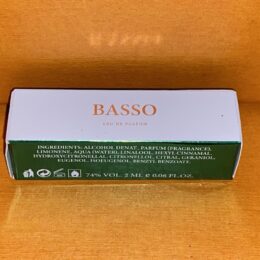 BASSO
EAU DE PARFUM
INGREDIENTS: ALCOHOL DENAT, PARFUM (FRAGRANCE),
LIMONENE, AQUA (WATER), LINALOOL, HEXYL CINNAMAL
HYDROXYCITRONELLAL CITRONELLOL, CITRAL, GERANIOL,
EUGENOL, ISOEUGENOL, BENZYL BENZOATE.
74% VOL. 2 ML ℮ 0.06 FL.OZ.